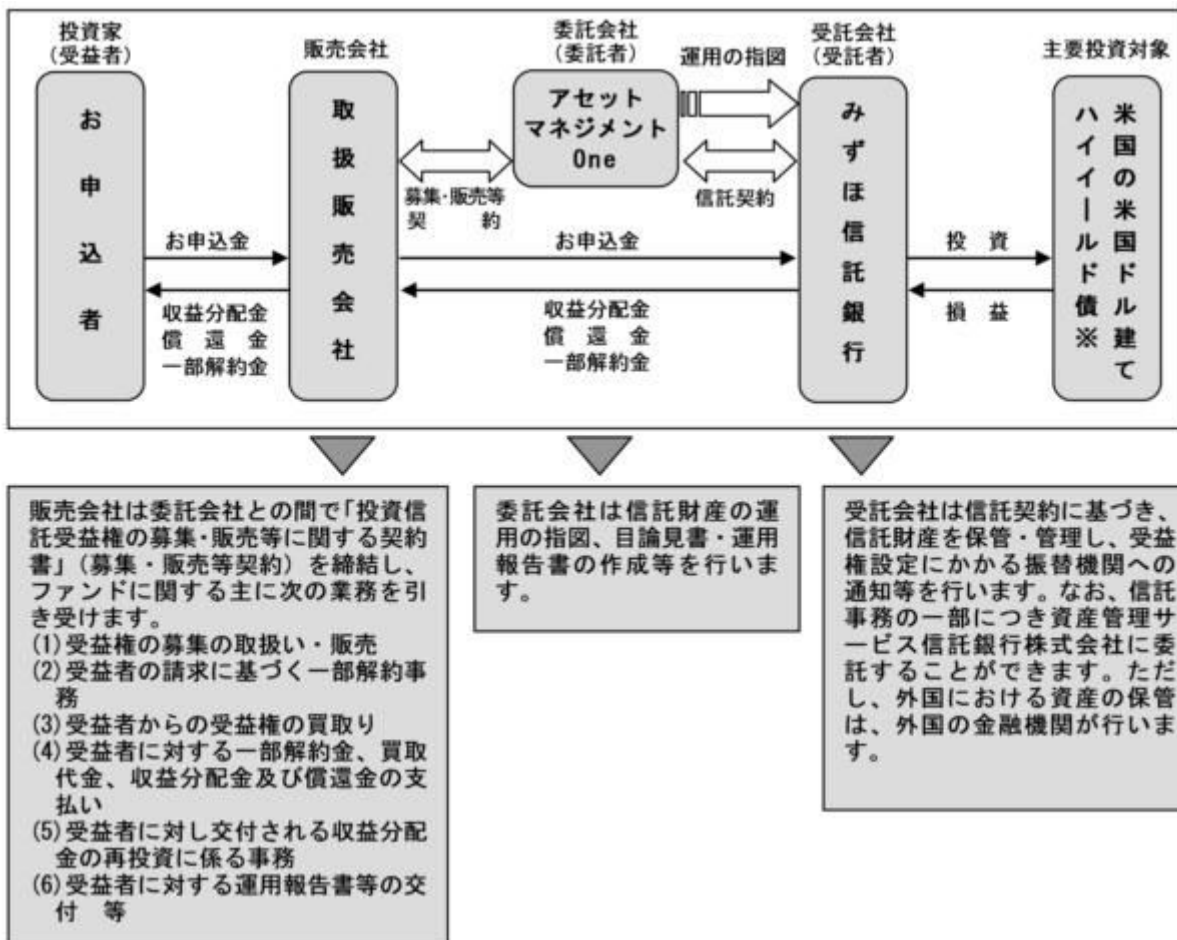 投資家
(受益者)
お申込者
販売会社
取扱販売会社
委託会社
(委託者)
アセット
マネジメント
One
運用の指図
受託会社
(受託者)
みずほ信託銀行
主要投資対象
米国の米国ドル建て
ハイイールド債※
募集・販売等
契約
信託契約
お申込金
収益分配金
償還金
一部解約金
お申込金
収益分配金
償還金
一部解約金
投資
損益
販売会社は委託会社との間で「投資信
託受益権の募集・販売等に関する契約
書」(募集・販売等契約)を締結し、
ファンドに関する主に次の業務を引
き受けます。
(1)受益権の募集の取扱い・販売
(2)受益者の請求に基づく一部解約事
務
(3)受益者からの受益権の買取り
(4)受益者に対する一部解約金、買取
代金、収益分配金及び償還金の支
払い
(5)受益者に対し交付される収益分配
金の再投資に係る事務
(6)受益者に対する運用報告書等の交
付 等
委託会社は信託財産の運
用の指図、目論見書・運用
報告書の作成等を行いま
す。
受託会社は信託契約に基づき、
信託財産を保管・管理し、受益
権設定にかかる振替機関への
通知等を行います。なお、信託
事務の一部につき資産管理サ
ービス信託銀行株式会社に委
託することができます。ただ
し、外国における資産の保管
は、外国の金融機関が行いま
す。